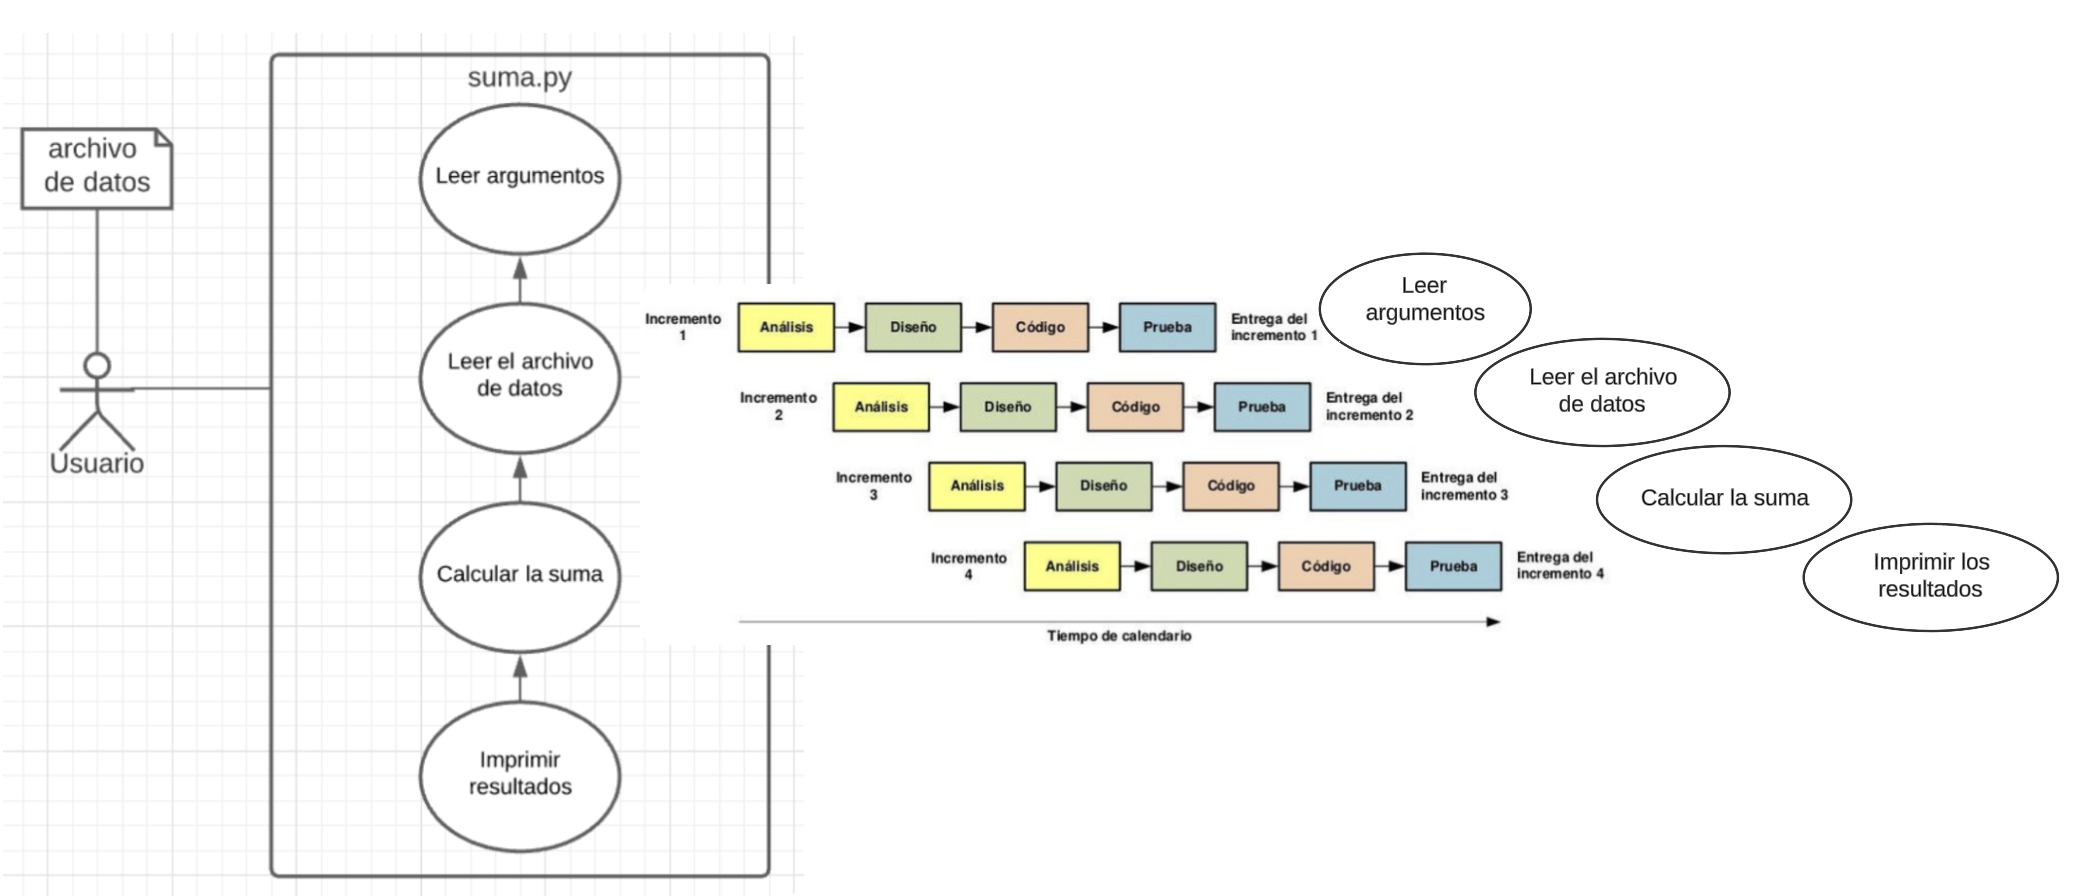 suma.py
archivo
de datos
Usuario
Leer argumentos
Leer el archivo
de datos
Calcular la suma
Imprimir
resultados
Incremento
1
Análisis
Diseño
Código
Prueba
Entrega del
incremento 1
Leer
argumentos
Incremento
2
Análisis
Diseño
Código
Prueba
Entrega del
incremento 2
Leer el archivo
de datos
Incremento
3
Análisis
Diseño
Código
Prueba
Entrega del
incremento 3
Calcular la suma
Incremento
4
Análisis
Diseño
Código
Prueba
Entrega del
incremento 4
Imprimir los
resultados
Tiempo de calendario